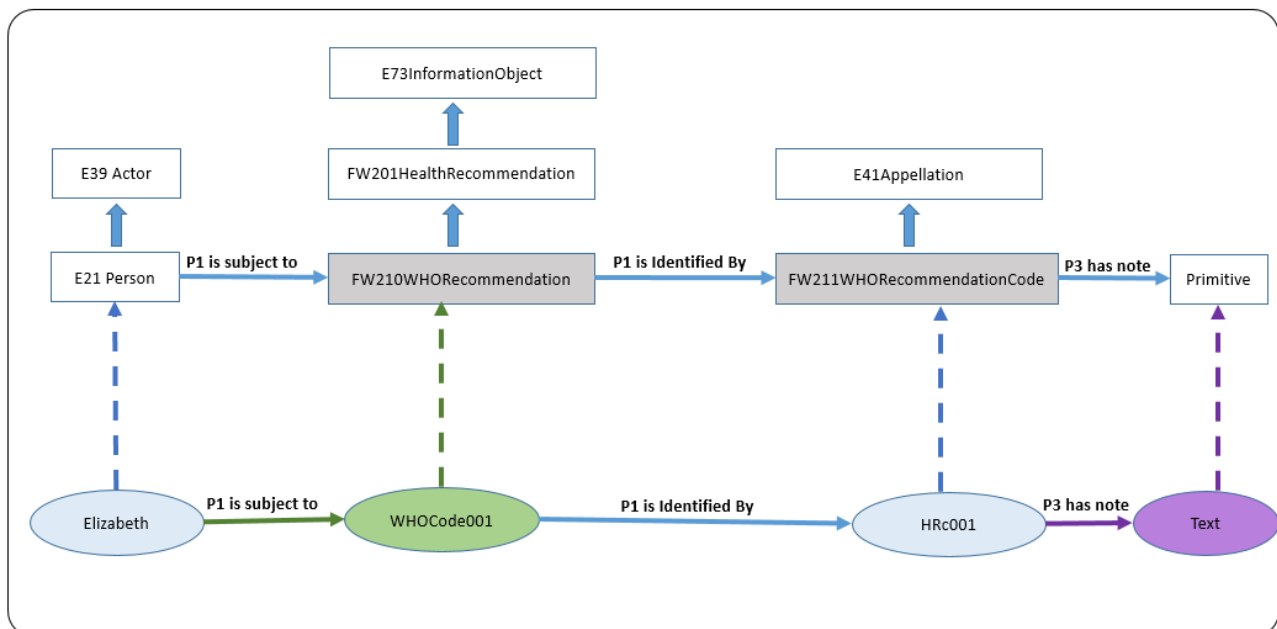 E73InformationObject
E39 Actor
FW201HealthRecommendation
E41Appellation
E21 Person
P1 is subject to
FW210WHORecommendation
P1 is Identified By
FW211WHORecommendationCode
P3 has note
Primitive
Elizabeth
P1 is subject to
WHOCode001
P1 is Identified By
HRc001
P3 has note
Text